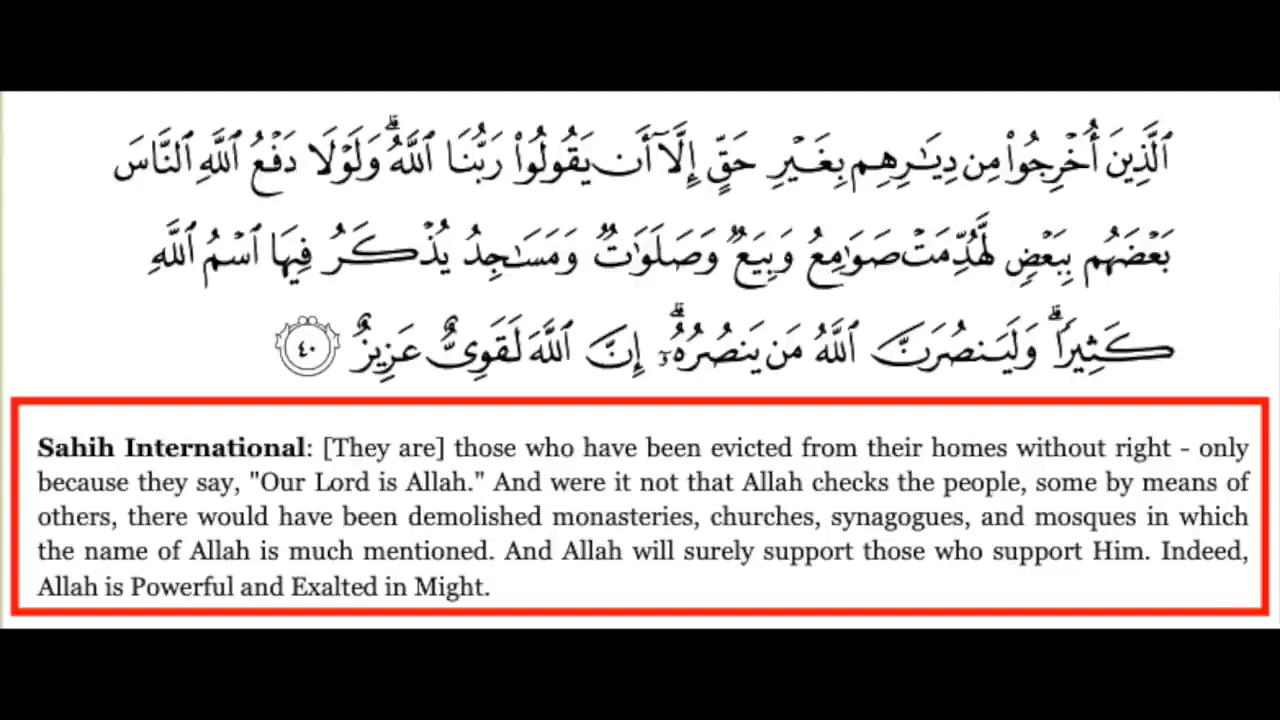 ٱلَّذِينَ أُخۡرِجُواْ مِن دِيَٰرِهِم بِغَيۡرِ حَقٍّ إِلَّآ أَن يَقُولُواْ رَبُّنَا ٱللَّهُۗ وَلَوۡلَا دَفۡعُ ٱللَّهِ ٱلنَّاسَ
بَعۡضَهُم بِبَعۡضٖ لَّهُدِّمَتۡ صَوَٰمِعُ وَبِيَعٞ وَصَلَوَٰتٞ وَمَسَٰجِدُ يُذۡكَرُ فِيهَا ٱسۡمُ ٱللَّهِ
كَثِيرٗاۗ وَلَيَنصُرَنَّ ٱللَّهُ مَن يَنصُرُهُۥٓۗ إِنَّ ٱللَّهَ لَقَوِيٌّ عَزِيزٌ ٤٠
Sahih International: [They are] those who have been evicted from their homes without right - only
because they say, "Our Lord is Allah." And were it not that Allah checks the people, some by means of
others, there would have been demolished monasteries, churches, synagogues, and mosques in which
the name of Allah is much mentioned. And Allah will surely support those who support Him. Indeed,
Allah is Powerful and Exalted in Might.